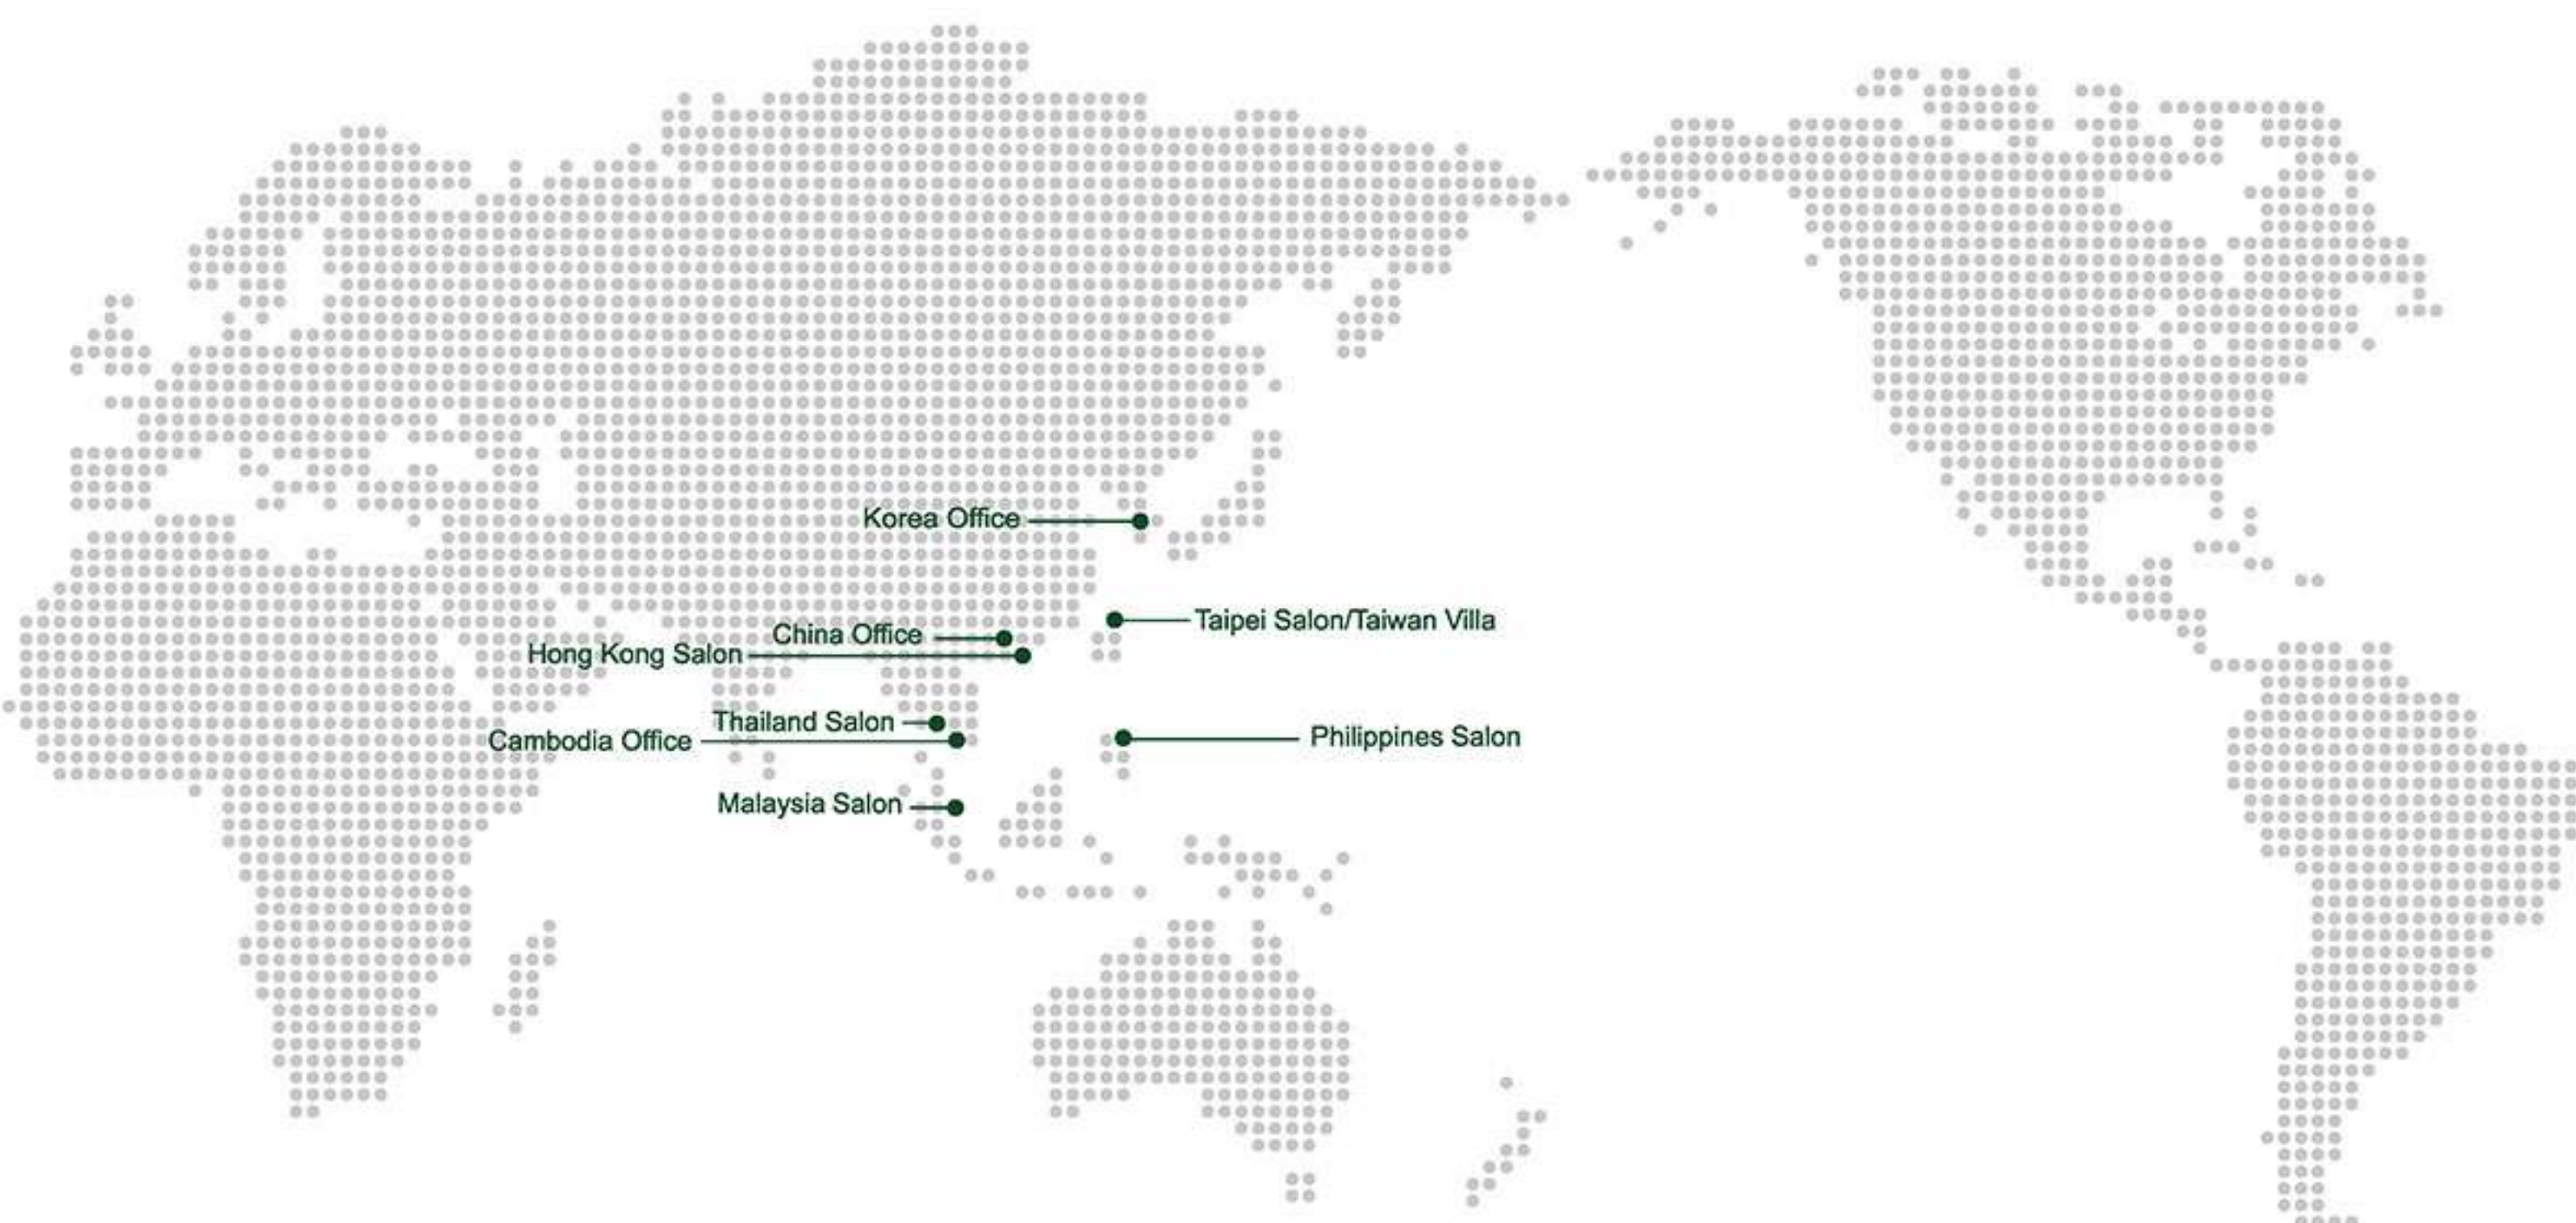 Korea Office
Taipei Salon/Taiwan Villa
China Office
Hong Kong Salon
Thailand Salon
Cambodia Office
Philippines Salon
Malaysia Salon